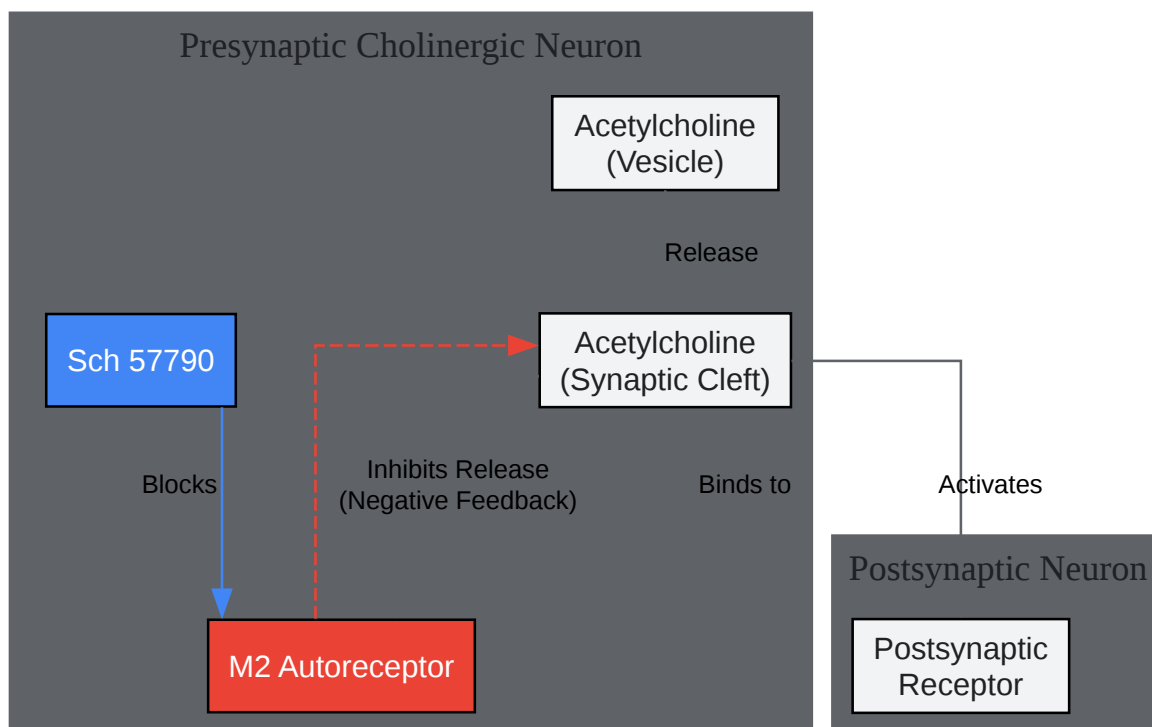 Presynaptic Cholinergic Neuron
Acetylcholine
(Vesicle)
Release
Sch 57790
Acetylcholine
(Synaptic Cleft)
Blocks
Inhibits Release
(Negative Feedback)
Binds to
Activates
Postsynaptic Neuron
M2 Autoreceptor
Postsynaptic
Receptor